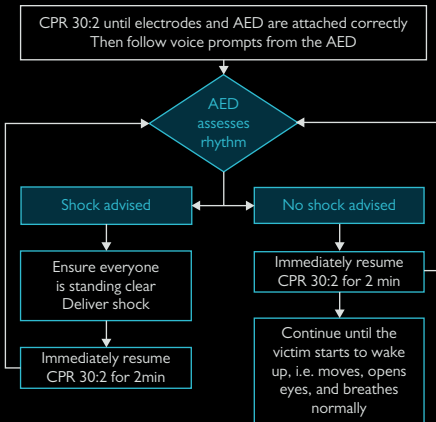 CPR 30:2 until electrodes and AED are attached correctly
Then follow voice prompts from the AED
AED
assesses
rhythm
Shock advised
No shock advised
Ensure everyone
is standing clear
Deliver shock
Immediately resume
CPR 30:2 for 2 min
Immediately resume
CPR 30:2 for 2min
Continue until the
victim starts to wake
up, i.e. moves, opens
eyes, and breathes
normally